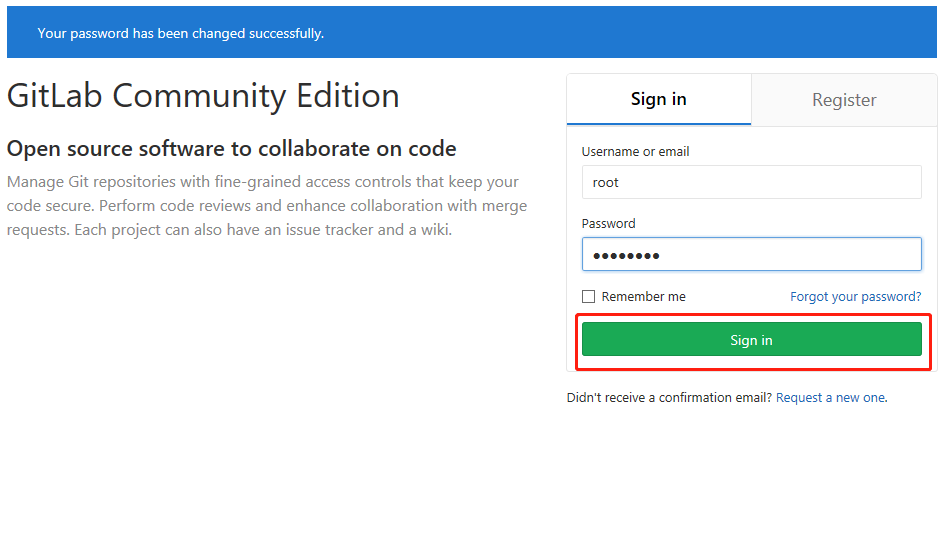 Your password has been changed successfully.
GitLab Community Edition
Open source software to collaborate on code
Manage Git repositories with fine-grained access controls that keep your
code secure. Perform code reviews and enhance collaboration with merge
requests. Each project can also have an issue tracker and a wiki.
Sign in
Register
Username or email
root
Password
●●●●●●●●
Remember me
Forgot your password?
Sign in
Didn't receive a confirmation email? Request a new one.